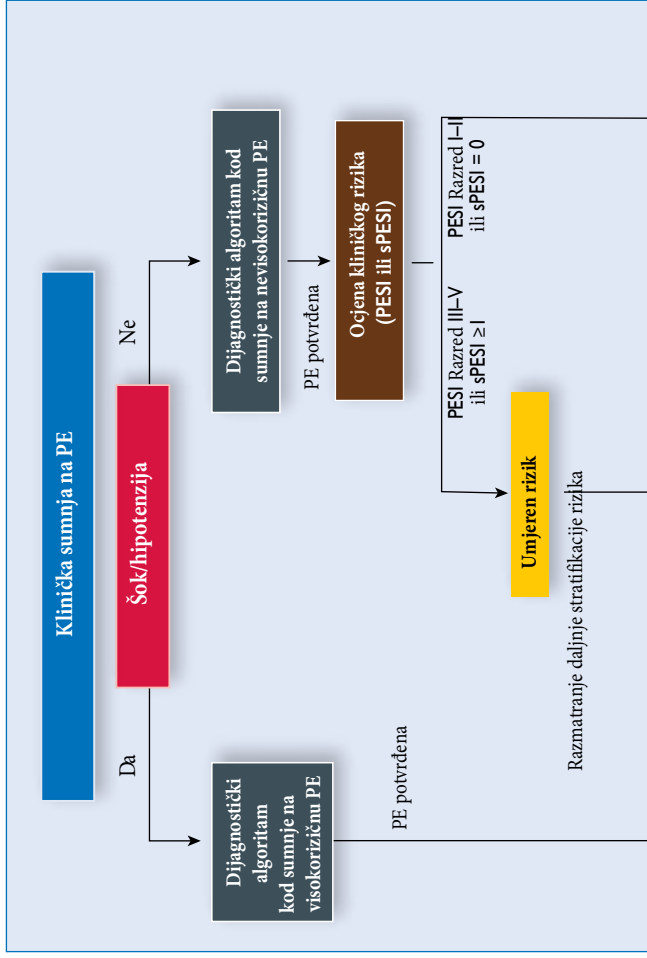 Klinička sumnja na PE
Šok/hipotenzija
Da
Ne
Dijagnostički
algoritam
kod sumnje na
visokorizičnu PE
Dijagnostički algoritam kod
sumnje na nevisokorizičnu PE
PE potvrđena
PE potvrđena
Ocjena kliničkog rizika
(PESI ili sPESI)
PESI Razred III–V
ili sPESI ≥I
PESI Razred I–II
ili sPESI = 0
Umjeren rizik
Razmatranje daljnje stratifikacije rizika